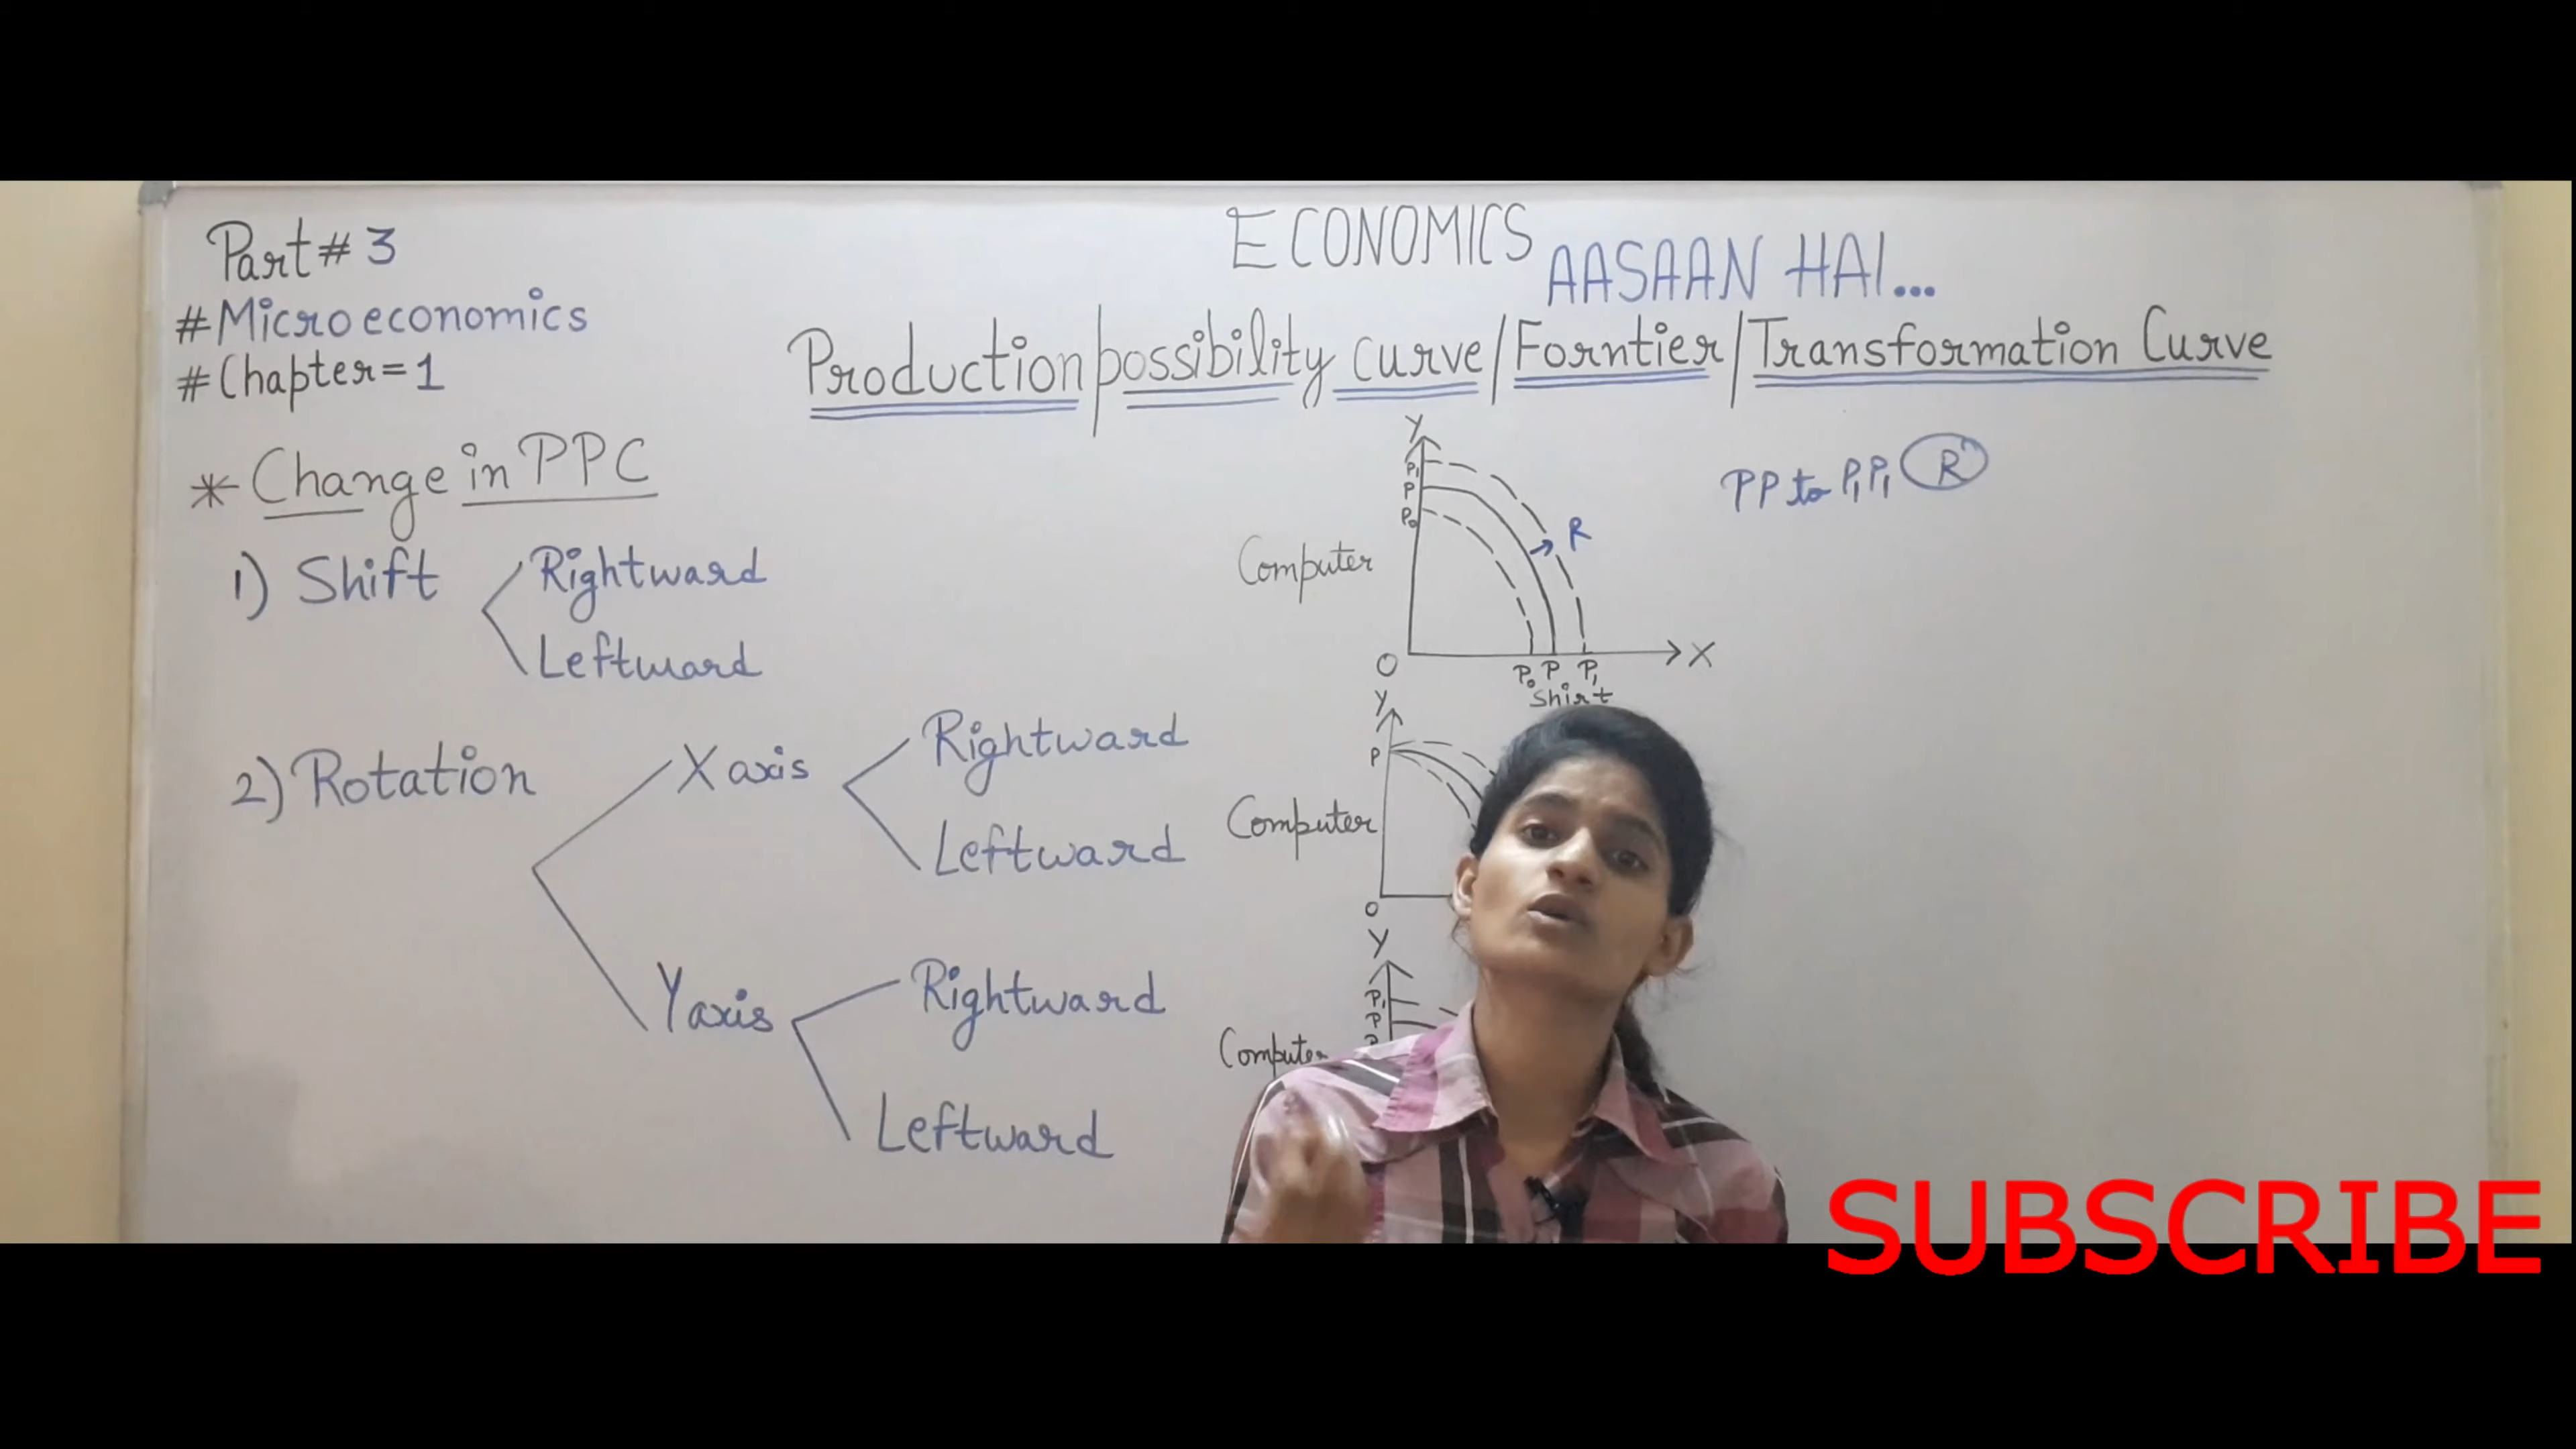 Part # 3
# Microeconomics
# Chapter = 1
ECONOMICS
AASAAN HAI...
Production possibility curve / Forntier / Transformation Curve
* Change in PPC
1) Shift
Rightward
Leftward
2) Rotation
X axis
Rightward
Leftward
Y axis
Rightward
Leftward
Y
P₁
P
P₀
Computer
R
O
P₀ P P₁
X
Shirt
PP to P₁P₁ R
Y
P
Computer
O
Y
P₁
P
Computer
SUBSCRIBE